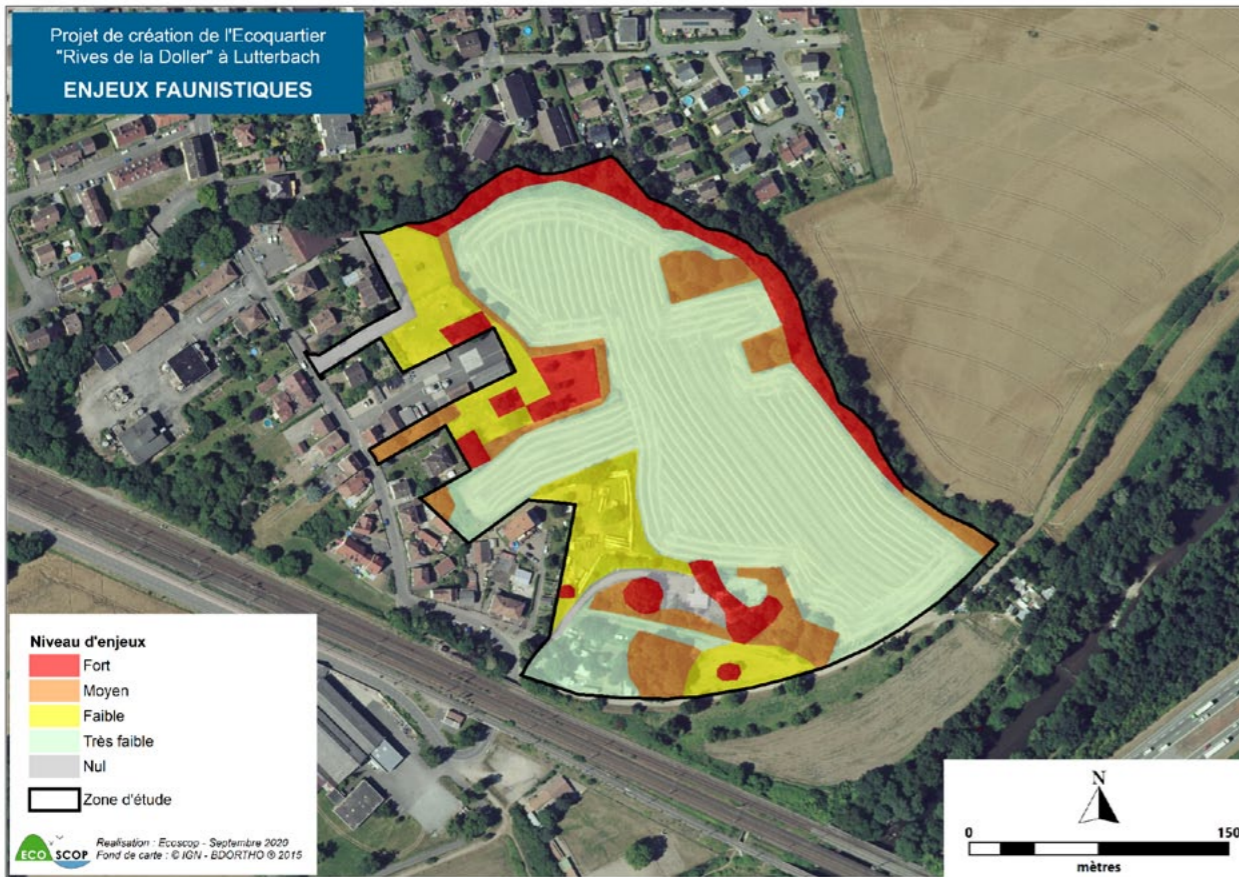 Projet de création de l'Ecoquartier
"Rives de la Doller" à Lutterbach
ENJEUX FAUNISTIQUES
Niveau d'enjeux
Fort
Moyen
Faible
Très faible
Nul
Zone d'étude
ECO SCOP
Realisation : Ecoscop - Septembre 2020
Fond de carte : © IGN - BDORTHO ® 2015
N
0 150
mètres